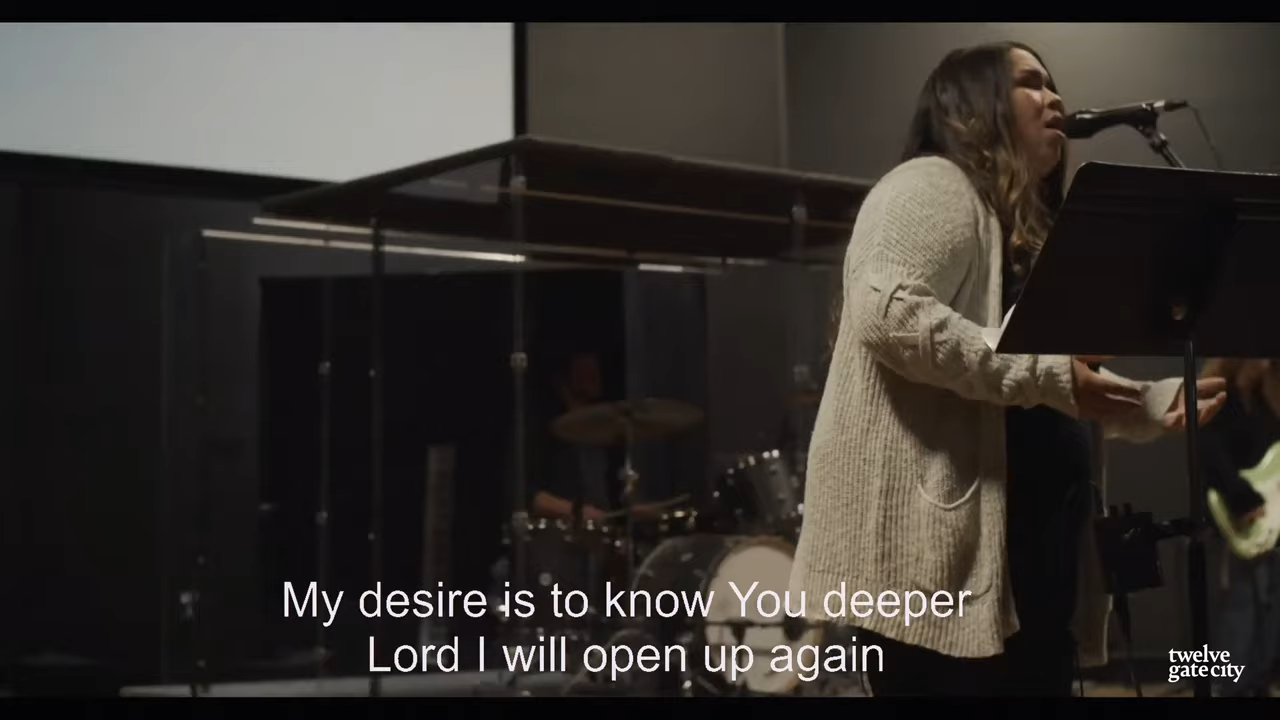 My desire is to know You deeper
Lord I will open up again
twelve
gate city